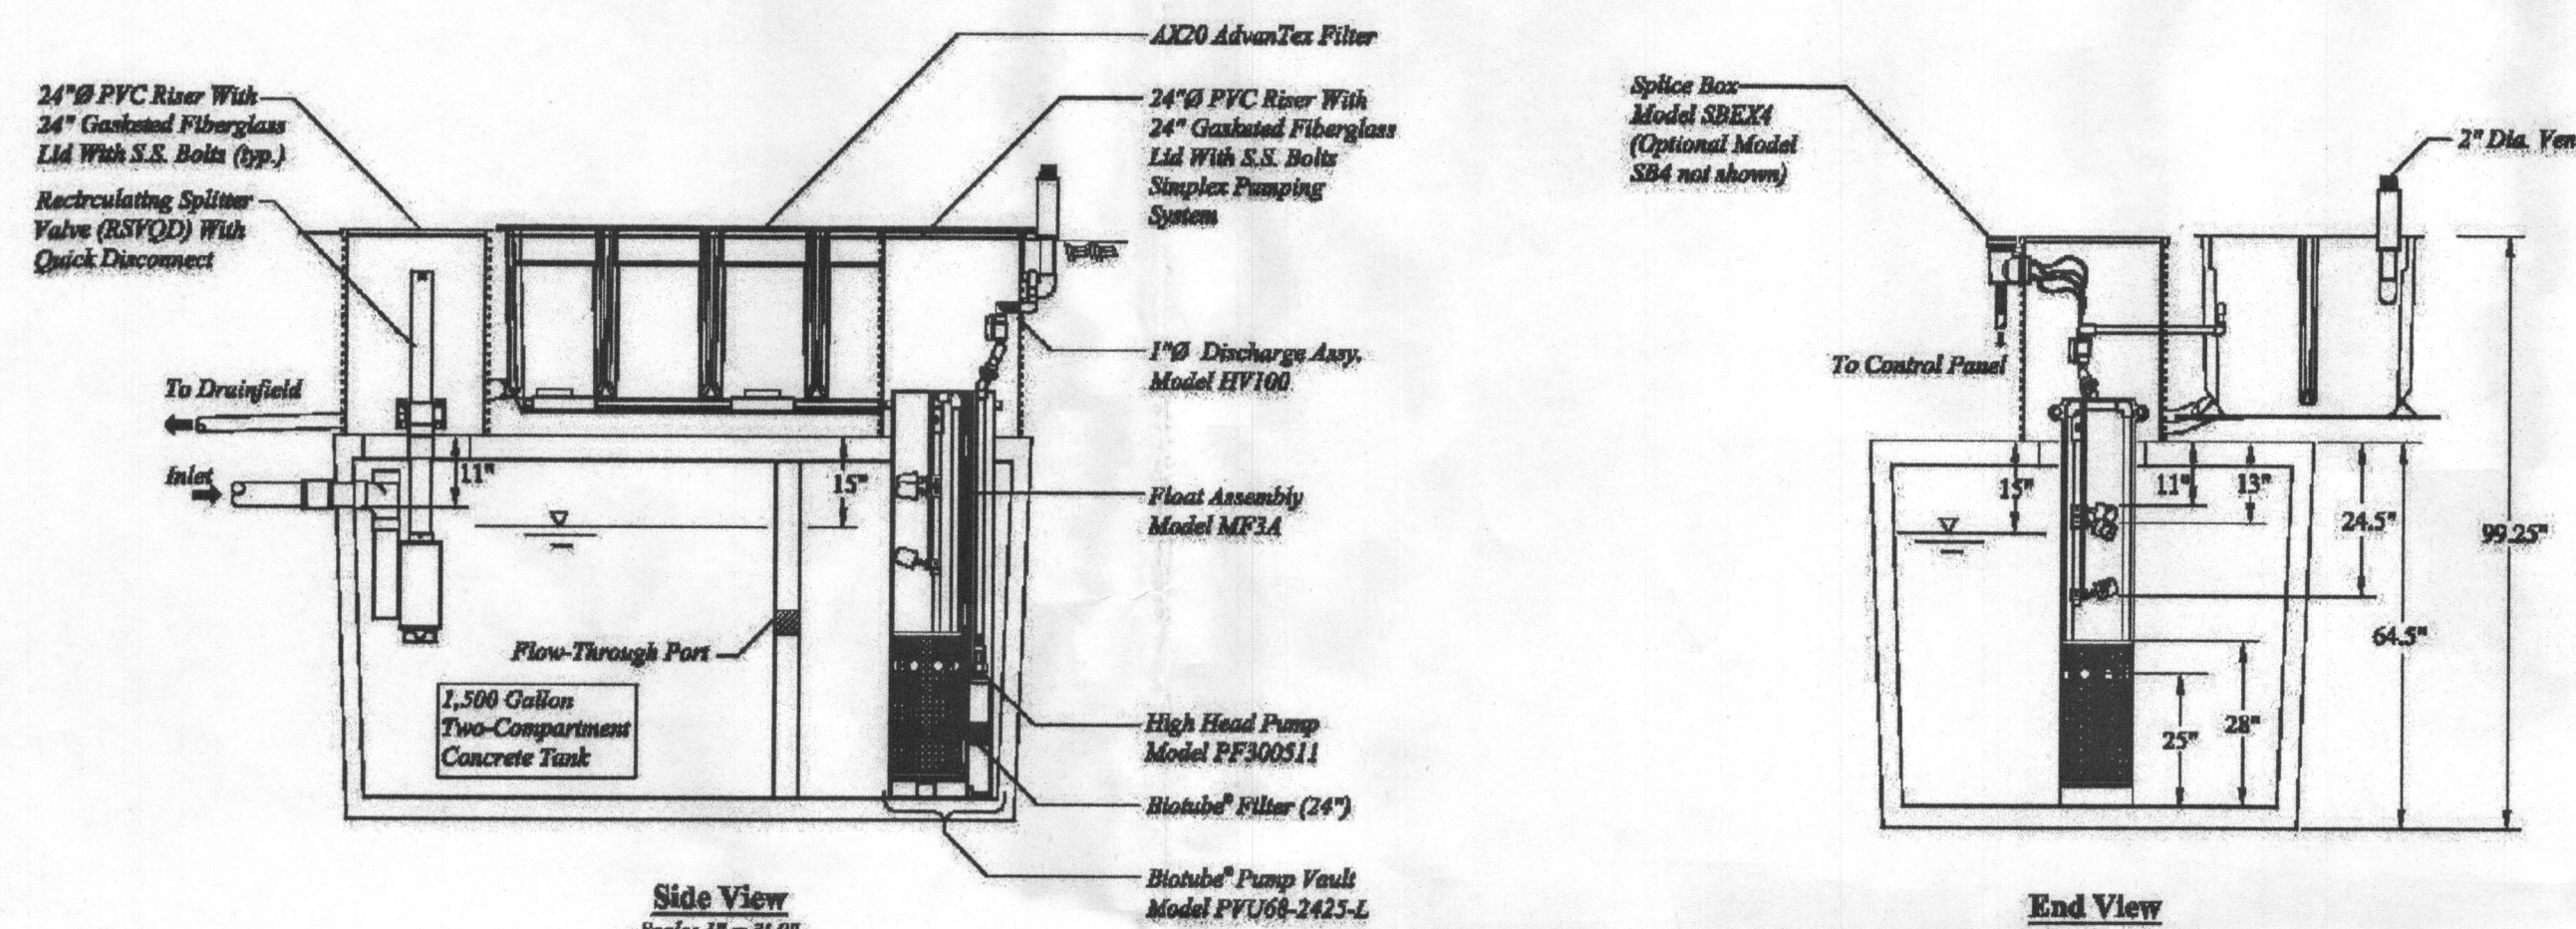 AX20 AdvanTex Filter
24"Ø PVC Riser With
24" Gasketed Fiberglass
Lid With S.S. Bolts (typ.)
Recirculating Splitter
Valve (RSVQD) With
Quick Disconnect
24"Ø PVC Riser With
24" Gasketed Fiberglass
Lid With S.S. Bolts
Simplex Pumping
System
1"Ø Discharge Assy.
Model HV100
To Drainfield
Inlet
11"
15"
Float Assembly
Model MF3A
Flow-Through Port
1,500 Gallon
Two-Compartment
Concrete Tank
High Head Pump
Model PF300511
Biotube® Filter (24")
Biotube® Pump Vault
Model PVU68-2425-L
Side View
Splice Box
Model SBEX4
(Optional Model
SB4 not shown)
2" Dia. Ven
To Control Panel
15"
11"
13"
24.5"
99.25"
64.5"
28"
25"
End View